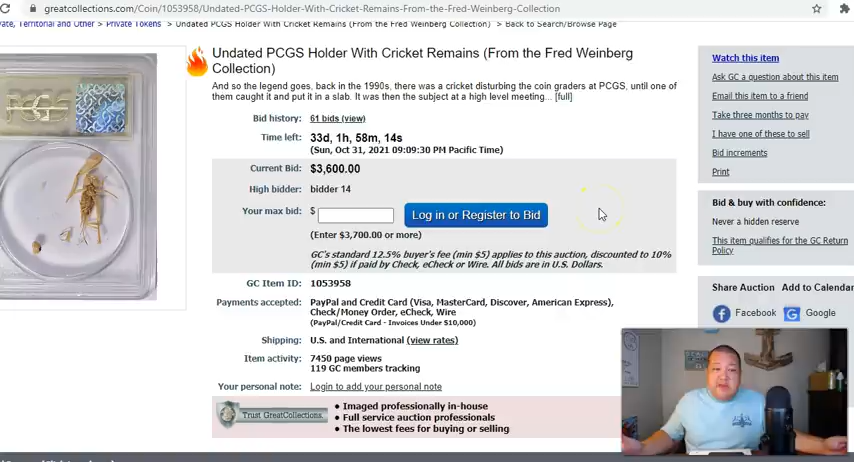 greatcollections.com/Coin/1053958/Undated-PCGS-Holder-With-Cricket-Remains-From-the-Fred-Weinberg-Collection
ate, Territorial and Other > Private Tokens > Undated PCGS Holder With Cricket Remains (From the Fred Weinberg Collection) > Back to Search/Browse Page
Undated PCGS Holder With Cricket Remains (From the Fred Weinberg
Collection)
And so the legend goes, back in the 1990s, there was a cricket disturbing the coin graders at PCGS, until one of
them caught it and put it in a slab. It was then the subject at a high level meeting... [full]
Bid history: 61 bids (view)
Time left: 33d, 1h, 58m, 14s
(Sun, Oct 31, 2021 09:09:30 PM Pacific Time)
Current Bid: $3,600.00
High bidder: bidder 14
Your max bid: $ Log in or Register to Bid
(Enter $3,700.00 or more)
GC's standard 12.5% buyer's fee (min $5) applies to this auction, discounted to 10%
(min $5) if paid by Check, eCheck or Wire. All bids are in U.S. Dollars.
GC Item ID: 1053958
Payments accepted: PayPal and Credit Card (Visa, MasterCard, Discover, American Express),
Check/Money Order, eCheck, Wire
(PayPal/Credit Card - Invoices Under $10,000)
Shipping: U.S. and International (view rates)
Item activity: 7450 page views
119 GC members tracking
Your personal note: Login to add your personal note
Trust GreatCollections
• Imaged professionally in-house
• Full service auction professionals
• The lowest fees for buying or selling
Watch this item
Ask GC a question about this item
Email this item to a friend
Take three months to pay
I have one of these to sell
Bid increments
Print
Bid & buy with confidence:
Never a hidden reserve
This item qualifies for the GC Return
Policy
Share Auction Add to Calendar
Facebook Google
PCGS